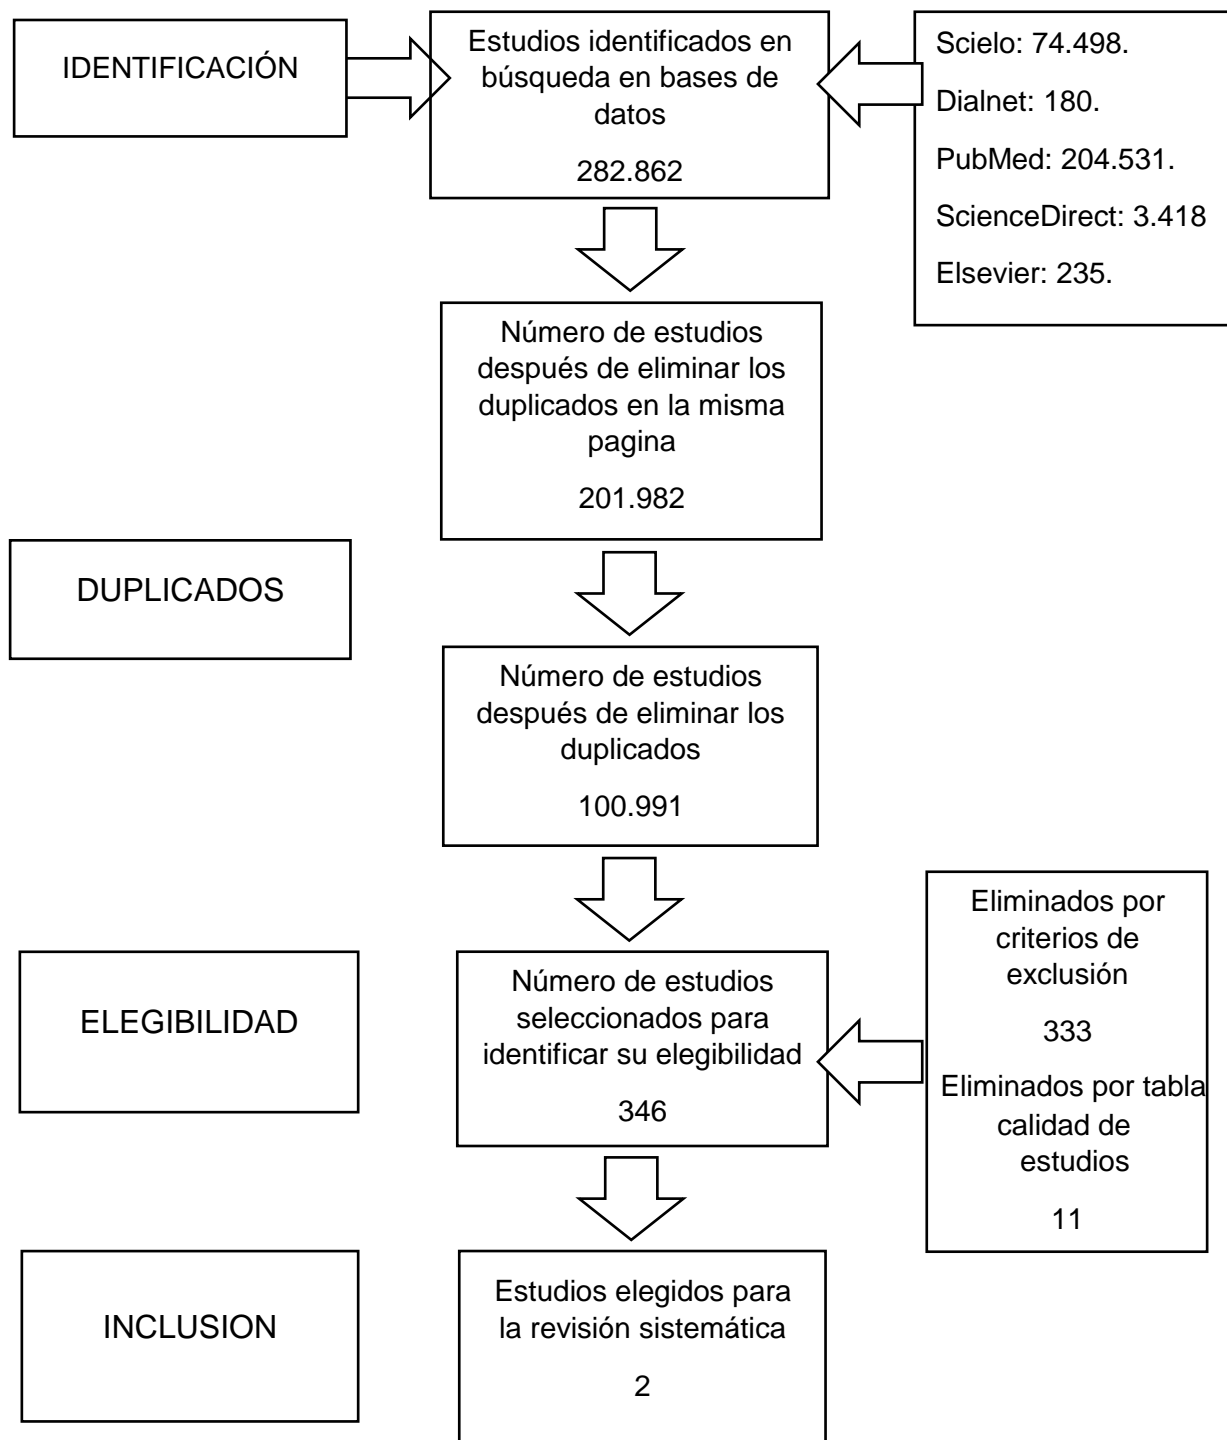 IDENTIFICACIÓN
Estudios identificados en
búsqueda en bases de
datos
282.862
Scielo: 74.498.
Dialnet: 180.
PubMed: 204.531.
ScienceDirect: 3.418
Elsevier: 235.
Número de estudios
después de eliminar los
duplicados en la misma
pagina
201.982
DUPLICADOS
Número de estudios
después de eliminar los
duplicados
100.991
ELEGIBILIDAD
Número de estudios
seleccionados para
identificar su elegibilidad
346
Eliminados por
criterios de
exclusión
333
Eliminados por tabla
calidad de
estudios
11
INCLUSION
Estudios elegidos para
la revisión sistemática
2